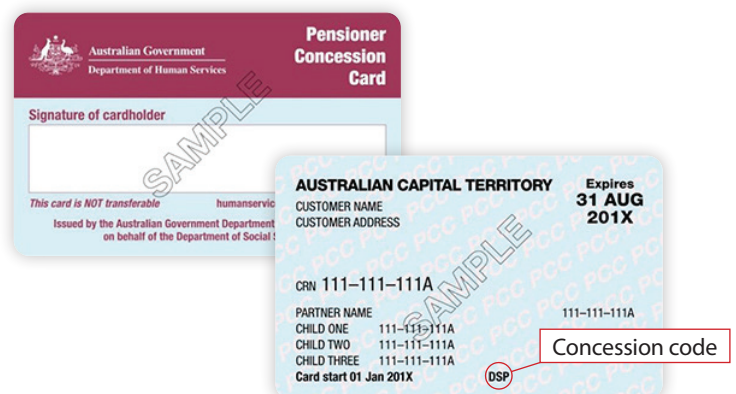 Australian Government
Department of Human Services
Pensioner
Concession
Card
Signature of cardholder
SAMPLE
This card is NOT transferable
Issued by the Australian Government Department
on behalf of the Department of Social
AUSTRALIAN CAPITAL TERRITORY
Expires
31 AUG
201X
CUSTOMER NAME
CUSTOMER ADDRESS
SAMPLE
CRN 111–111–111A
PARTNER NAME 111–111–111A
CHILD ONE 111–111–111A
CHILD TWO 111–111–111A
CHILD THREE 111–111–111A
Card start 01 Jan 201X DSP
Concession code